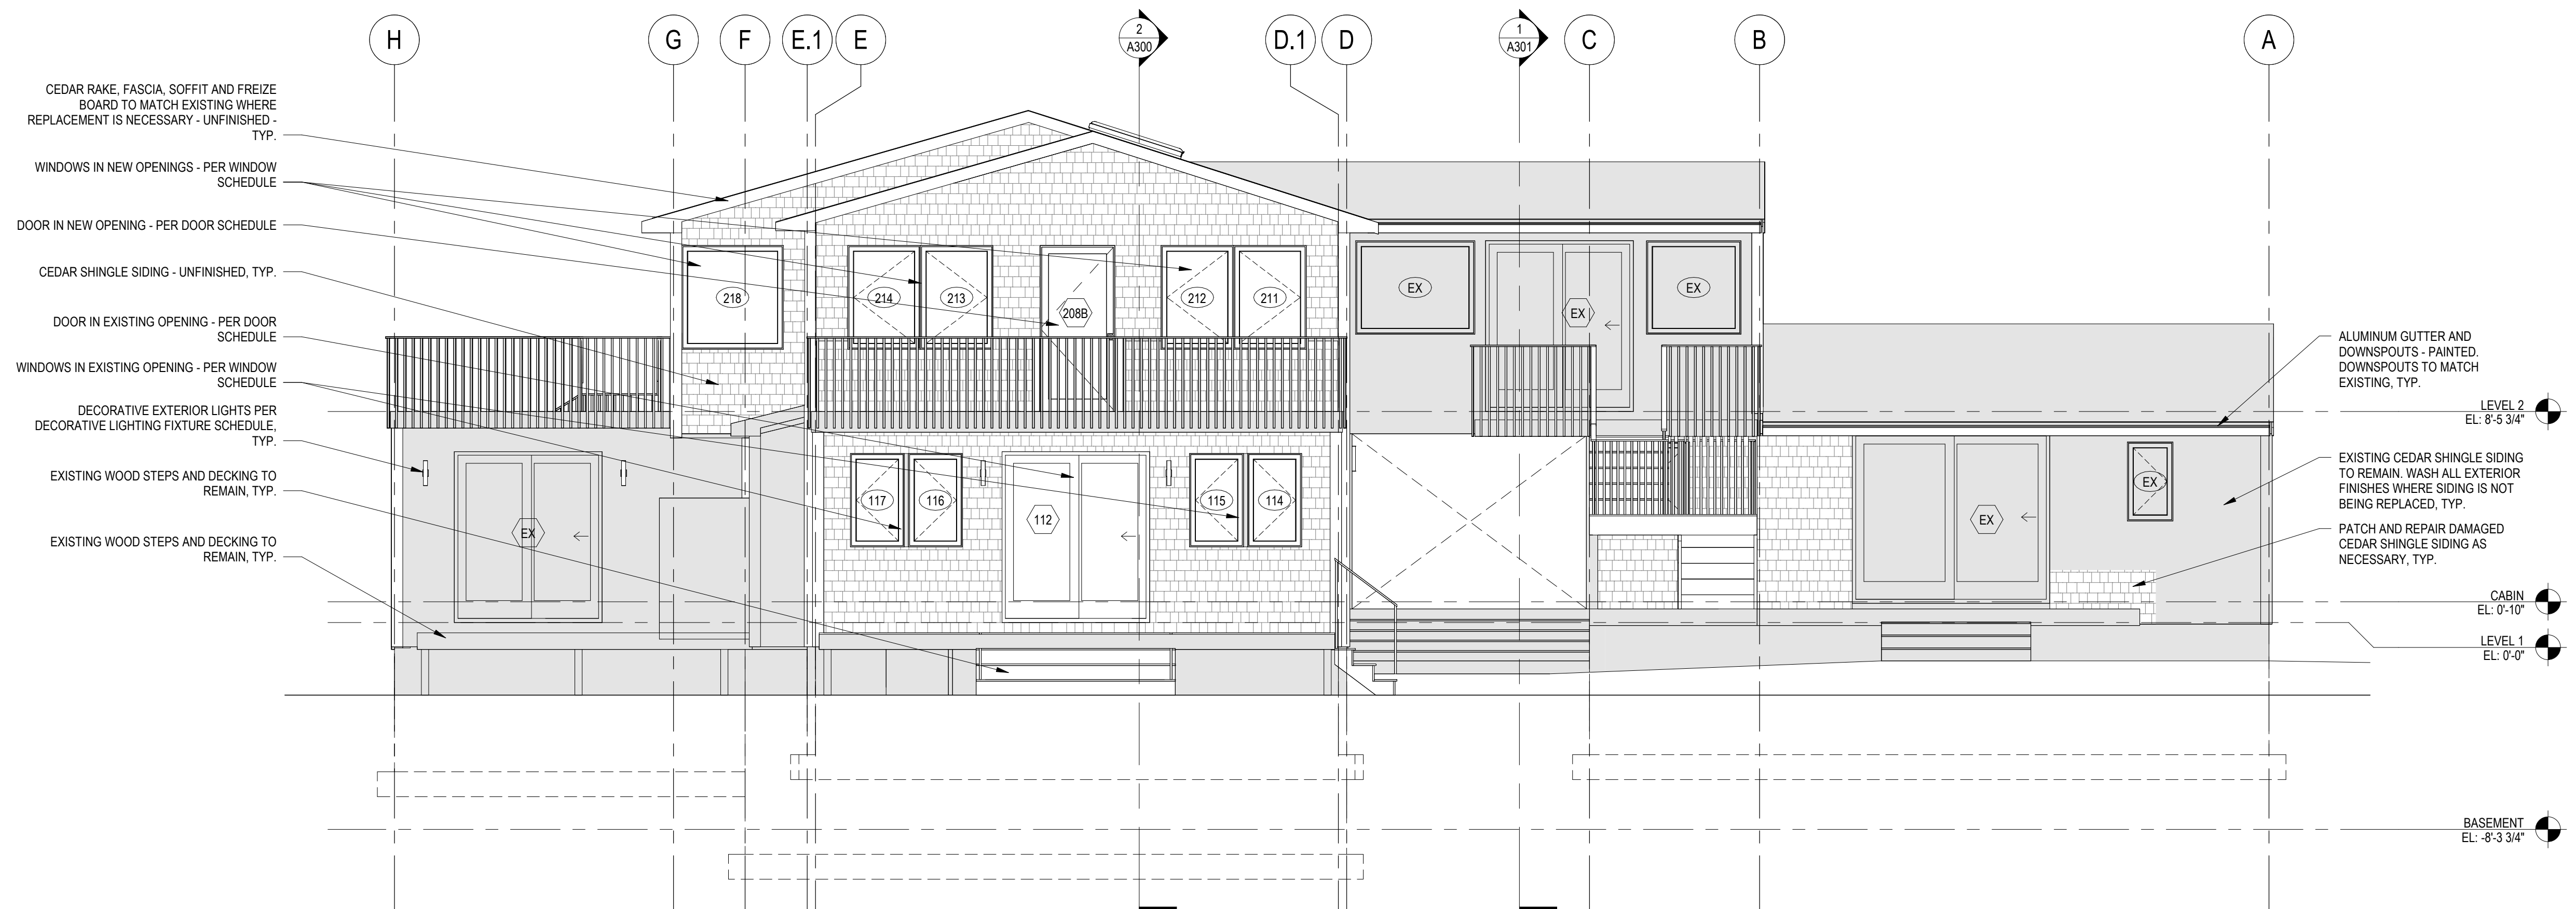 H
G
F
E.1
E
2
A300
D.1
D
1
A301
C
B
A
CEDAR RAKE, FASCIA, SOFFIT AND FREIZE
BOARD TO MATCH EXISTING WHERE
REPLACEMENT IS NECESSARY - UNFINISHED -
TYP.
WINDOWS IN NEW OPENINGS - PER WINDOW
SCHEDULE
DOOR IN NEW OPENING - PER DOOR SCHEDULE
CEDAR SHINGLE SIDING - UNFINISHED, TYP.
DOOR IN EXISTING OPENING - PER DOOR
SCHEDULE
WINDOWS IN EXISTING OPENING - PER WINDOW
SCHEDULE
DECORATIVE EXTERIOR LIGHTS PER
DECORATIVE LIGHTING FIXTURE SCHEDULE,
TYP.
EXISTING WOOD STEPS AND DECKING TO
REMAIN, TYP.
EXISTING WOOD STEPS AND DECKING TO
REMAIN, TYP.
218
214
213
208B
212
211
EX
EX
EX
EX
117
116
112
115
114
EX
EX
ALUMINUM GUTTER AND
DOWNSPOUTS - PAINTED.
DOWNSPOUTS TO MATCH
EXISTING, TYP.
EXISTING CEDAR SHINGLE SIDING
TO REMAIN. WASH ALL EXTERIOR
FINISHES WHERE SIDING IS NOT
BEING REPLACED, TYP.
PATCH AND REPAIR DAMAGED
CEDAR SHINGLE SIDING AS
NECESSARY, TYP.
LEVEL 2
EL: 8'-5 3/4"
CABIN
EL: 0'-10"
LEVEL 1
EL: 0'-0"
BASEMENT
EL: -8'-3 3/4"